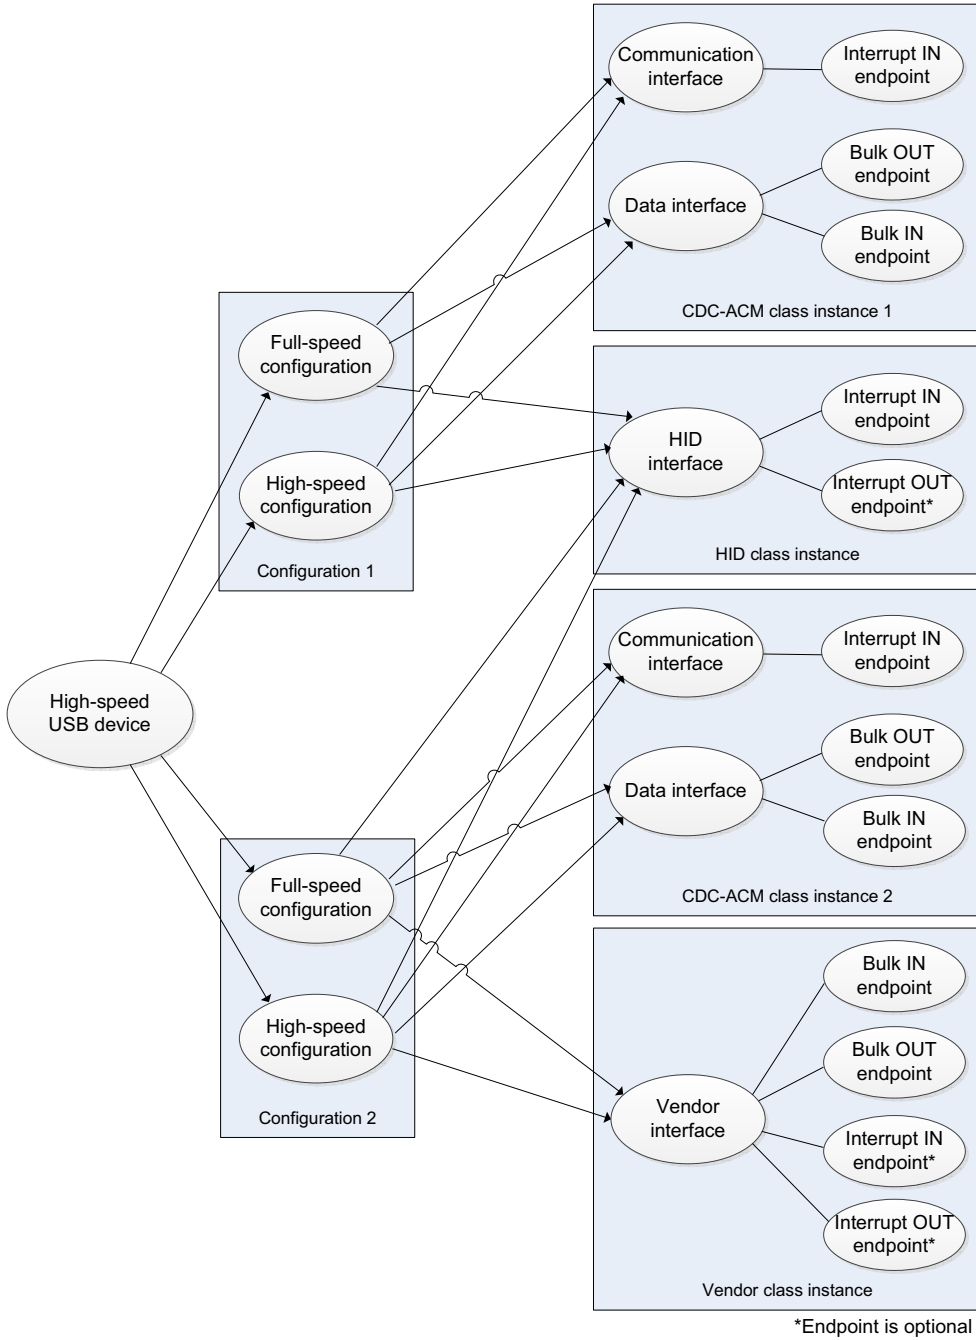 Communication
interface
Interrupt IN
endpoint
Data interface
Bulk OUT
endpoint
Bulk IN
endpoint
CDC-ACM class instance 1
Full-speed
configuration
High-speed
configuration
Configuration 1
HID
interface
Interrupt IN
endpoint
Interrupt OUT
endpoint*
HID class instance
High-speed
USB device
Communication
interface
Interrupt IN
endpoint
Data interface
Bulk OUT
endpoint
Bulk IN
endpoint
CDC-ACM class instance 2
Full-speed
configuration
High-speed
configuration
Configuration 2
Vendor
interface
Bulk IN
endpoint
Bulk OUT
endpoint
Interrupt IN
endpoint*
Interrupt OUT
endpoint*
Vendor class instance
*Endpoint is optional